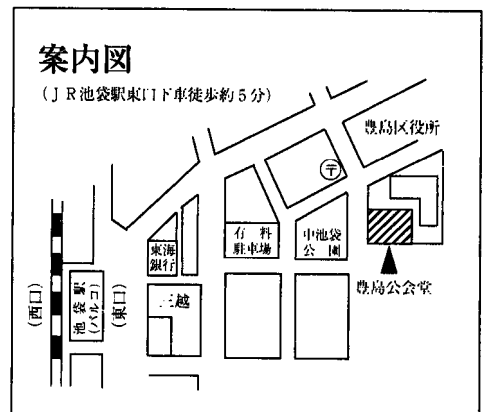 案内図
(JR池袋駅東口下車徒歩約5分)
豊島区役所
〒
東海
銀行
有料
駐車場
中池袋
公園
豊島公会堂
三越
(西口)
池袋駅
(パルコ)
(東口)